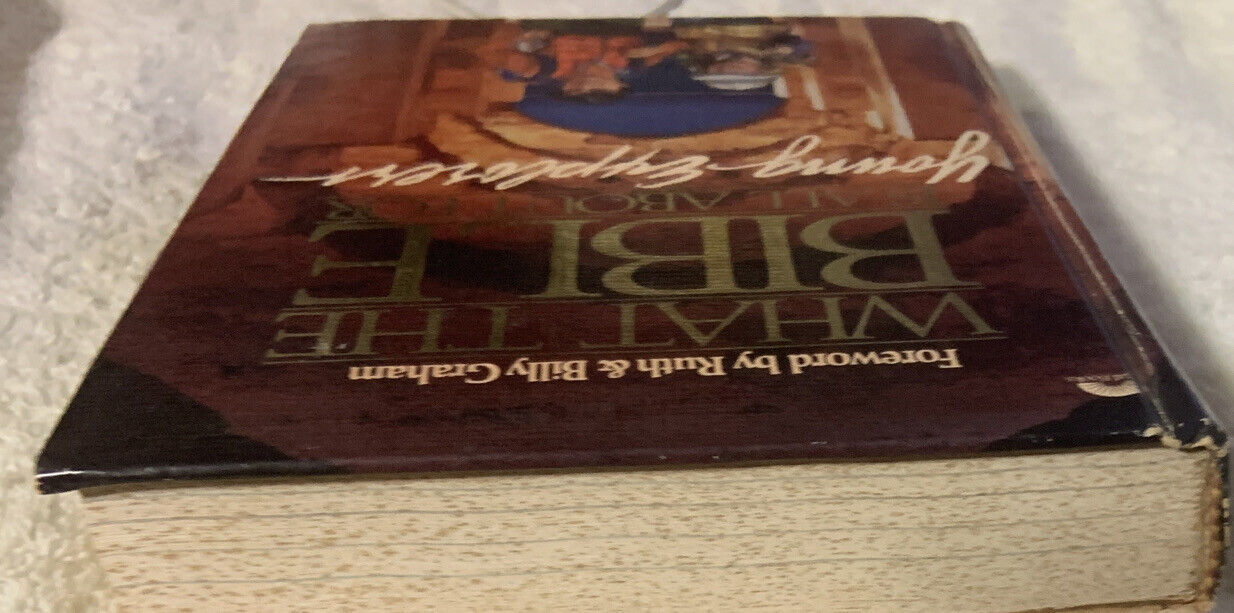 Foreword by Ruth & Billy Graham
WHAT THE
BIBLE
IS ALL ABOUT FOR
Young Explorers